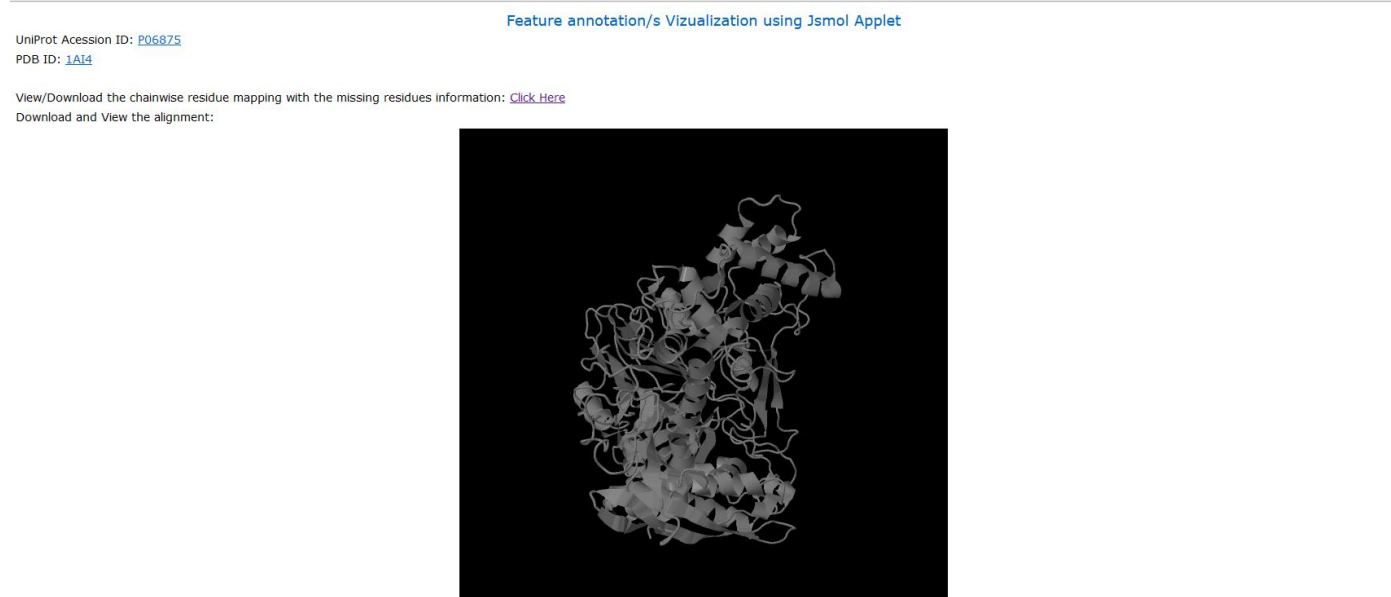 Feature annotation/s Vizualization using Jsmol Applet
UniProt Acession ID: P06875
PDB ID: 1AI4
View/Download the chainwise residue mapping with the missing residues information: Click Here
Download and View the alignment: